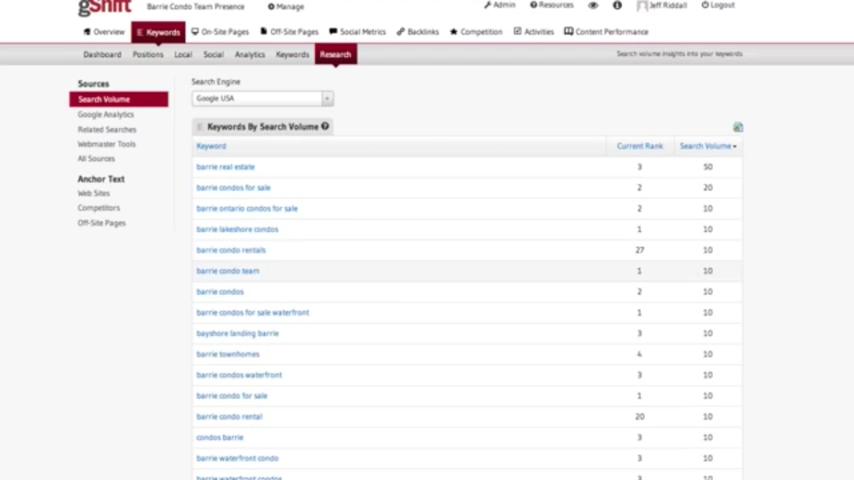 gShift
Barrie Condo Team Presence
Manage
Admin
Resources
Jeff Riddall
Logout
Overview
Keywords
On-Site Pages
Off-Site Pages
Social Metrics
Backlinks
Competition
Activities
Content Performance
Dashboard
Positions
Local
Social
Analytics
Keywords
Research
Search volume insights into your keywords
Sources
Search Volume
Google Analytics
Related Searches
Webmaster Tools
All Sources
Anchor Text
Web Sites
Competitors
Off-Site Pages
Search Engine
Google USA
Keywords By Search Volume
Keyword Current Rank Search Volume
barrie real estate 3 50
barrie condos for sale 2 20
barrie ontario condos for sale 2 10
barrie lakeshore condos 1 10
barrie condo rentals 27 10
barrie condo team 1 10
barrie condos 2 10
barrie condos for sale waterfront 1 10
bayshore landing barrie 3 10
barrie townhomes 4 10
barrie condos waterfront 3 10
barrie condo for sale 1 10
barrie condo rental 20 10
condos barrie 3 10
barrie waterfront condo 3 10
barrie waterfront condos 3 10